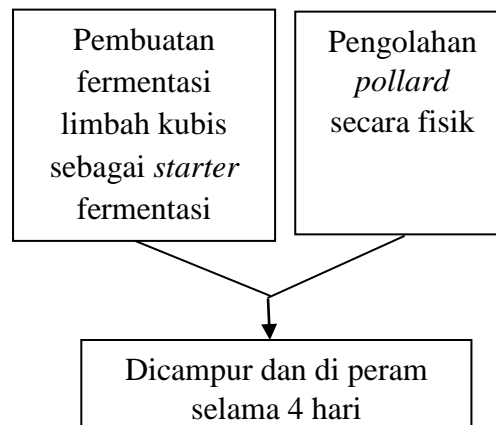 Pembuatan
fermentasi
limbah kubis
sebagai starter
fermentasi
Pengolahan
pollard
secara fisik
Dicampur dan di peram
selama 4 hari